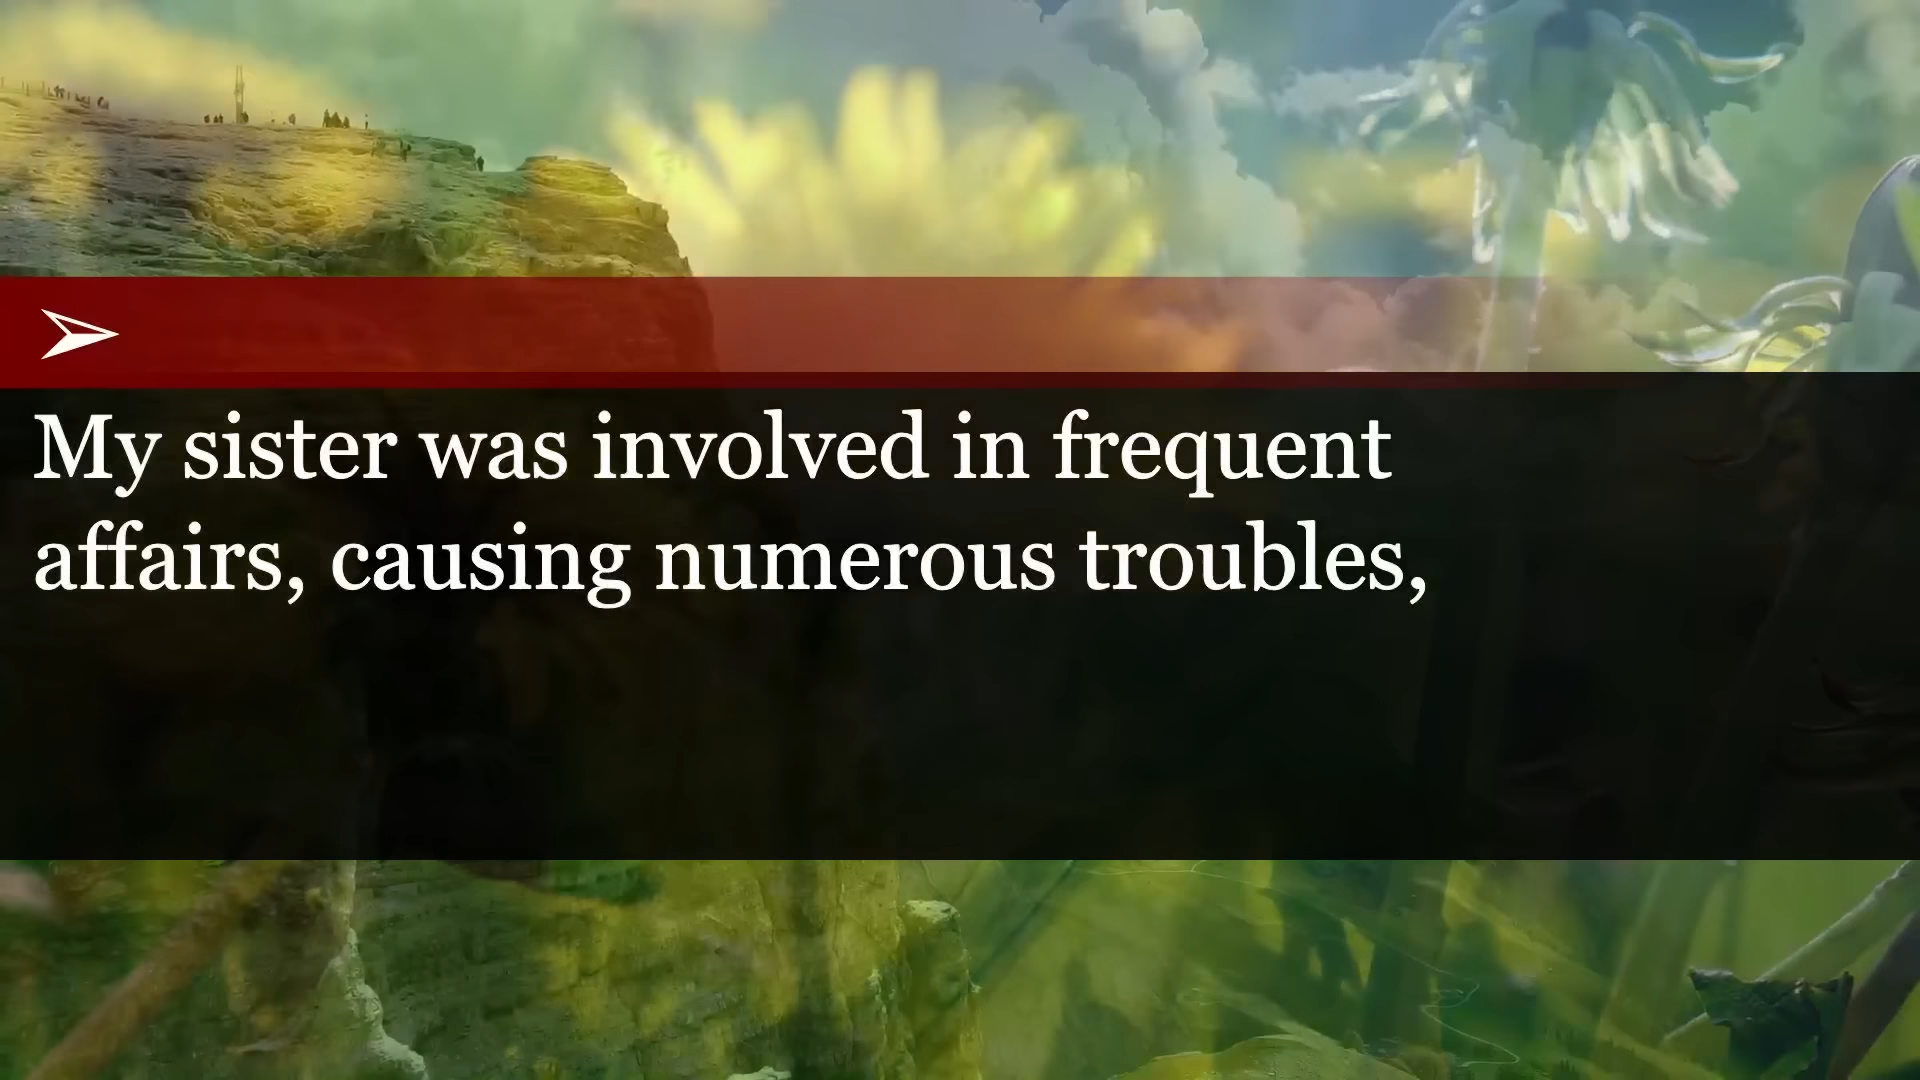 My sister was involved in frequent
affairs, causing numerous troubles,